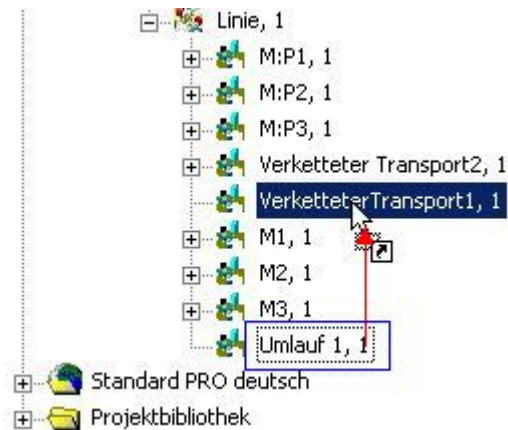 Linie, 1
M:P1, 1
M:P2, 1
M:P3, 1
Verketteter Transport2, 1
VerketteterTransport1, 1
M1, 1
M2, 1
M3, 1
Umlauf 1, 1
Standard PRO deutsch
Projektbibliothek